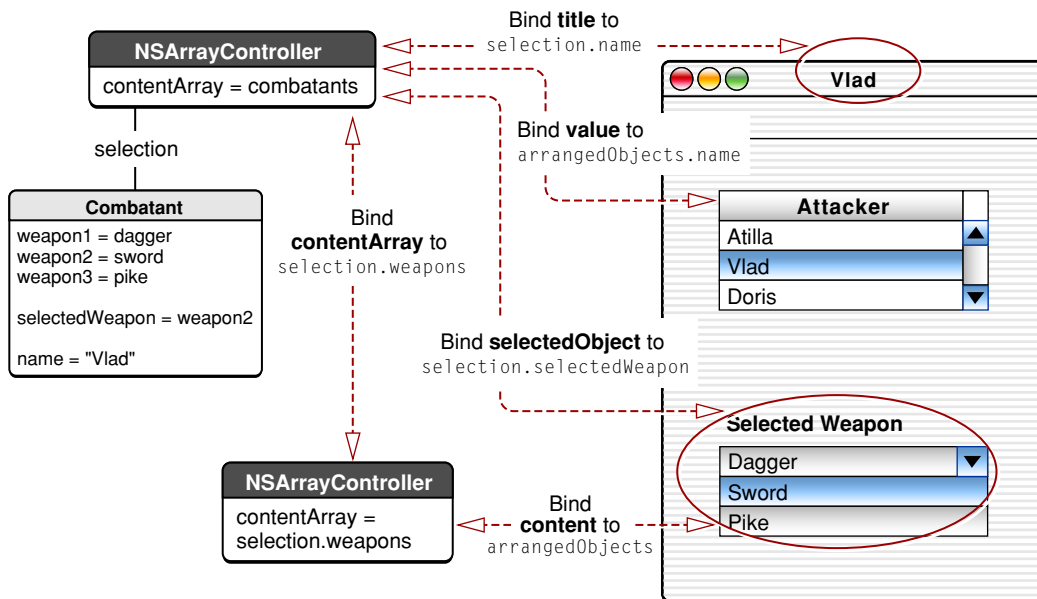 Bind title to
selection.name
NSArrayController
contentArray = combatants
Vlad
Bind value to
arrangedObjects.name
selection
Combatant
weapon1 = dagger
weapon2 = sword
weapon3 = pike
selectedWeapon = weapon2
name = "Vlad"
Bind
contentArray to
selection.weapons
Attacker
Atilla
Vlad
Doris
Bind selectedObject to
selection.selectedWeapon
Selected Weapon
Dagger
Sword
Pike
NSArrayController
contentArray =
selection.weapons
Bind
content to
arrangedObjects